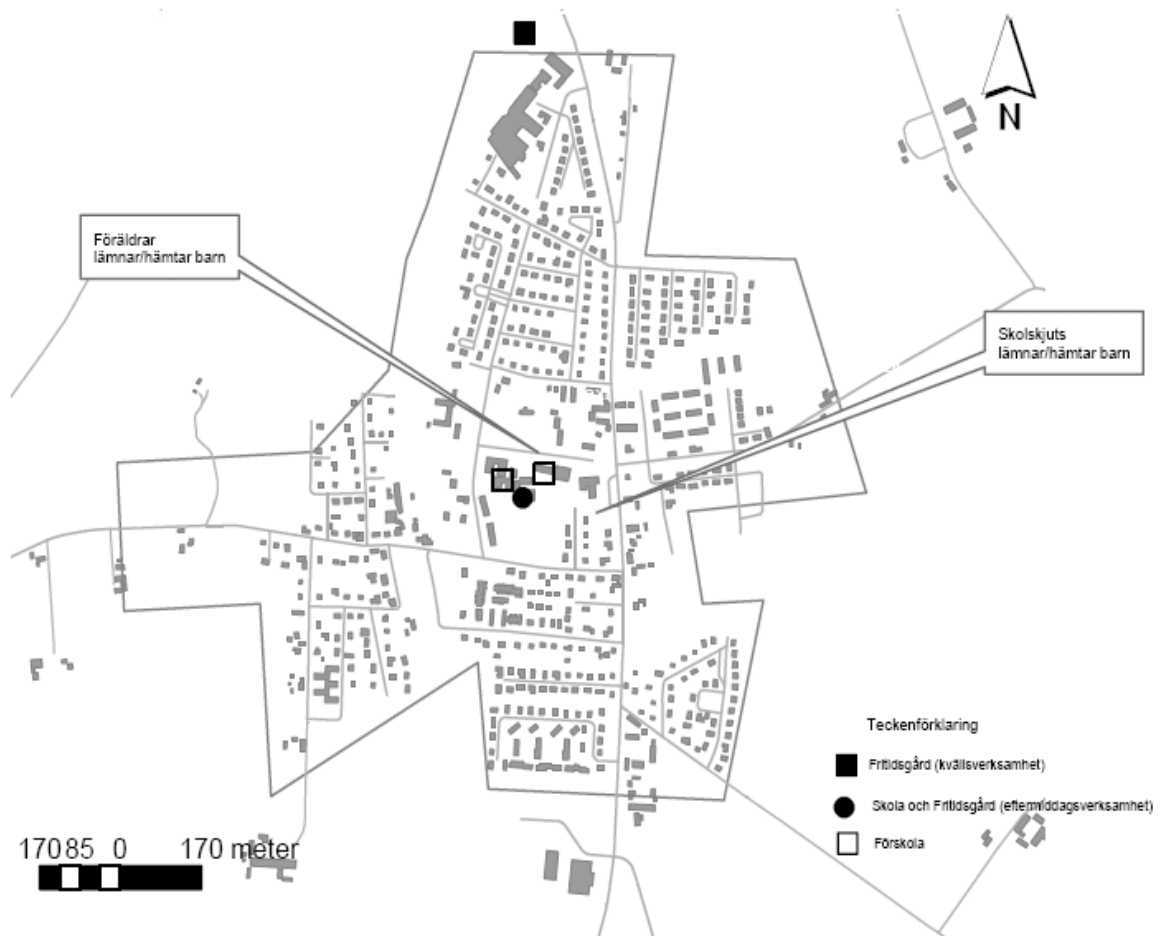 N
Föräldrar
lämnar/hämtar barn
Skolskjuts
lämnar/hämtar barn
Teckenförklaring
Fritidsgård (kvällsverksamhet)
Skola och Fritidsgård (eftermiddagsverksamhet)
Förskola
170 85 0 170 meter